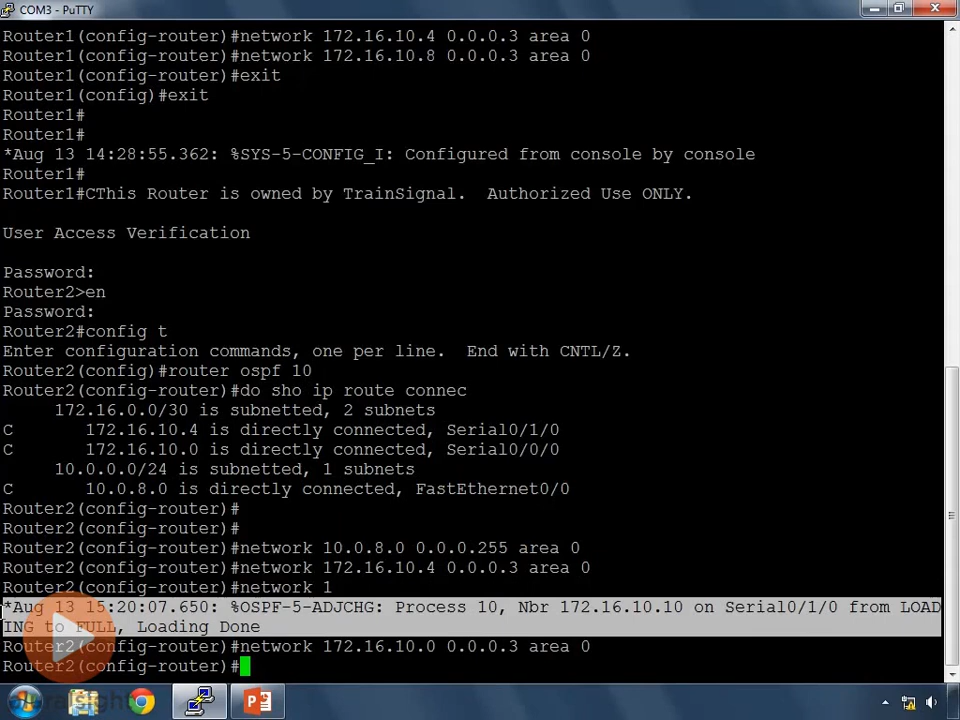 COM3 - PuTTY
Router1(config-router)#network 172.16.10.4 0.0.0.3 area 0
Router1(config-router)#network 172.16.10.8 0.0.0.3 area 0
Router1(config-router)#exit
Router1(config)#exit
Router1#
Router1#
*Aug 13 14:28:55.362: %SYS-5-CONFIG_I: Configured from console by console
Router1#
Router1#CThis Router is owned by TrainSignal.  Authorized Use ONLY.
User Access Verification
Password:
Router2>en
Password:
Router2#config t
Enter configuration commands, one per line.  End with CNTL/Z.
Router2(config)#router ospf 10
Router2(config-router)#do sho ip route connec
     172.16.0.0/30 is subnetted, 2 subnets
C       172.16.10.4 is directly connected, Serial0/1/0
C       172.16.10.0 is directly connected, Serial0/0/0
     10.0.0.0/24 is subnetted, 1 subnets
C       10.0.8.0 is directly connected, FastEthernet0/0
Router2(config-router)#
Router2(config-router)#
Router2(config-router)#network 10.0.8.0 0.0.0.255 area 0
Router2(config-router)#network 172.16.10.4 0.0.0.3 area 0
Router2(config-router)#network 1
*Aug 13 15:20:07.650: %OSPF-5-ADJCHG: Process 10, Nbr 172.16.10.10 on Serial0/1/0 from LOAD
ING to FULL, Loading Done
Router2(config-router)#network 172.16.10.0 0.0.0.3 area 0
Router2(config-router)#
pluralsight